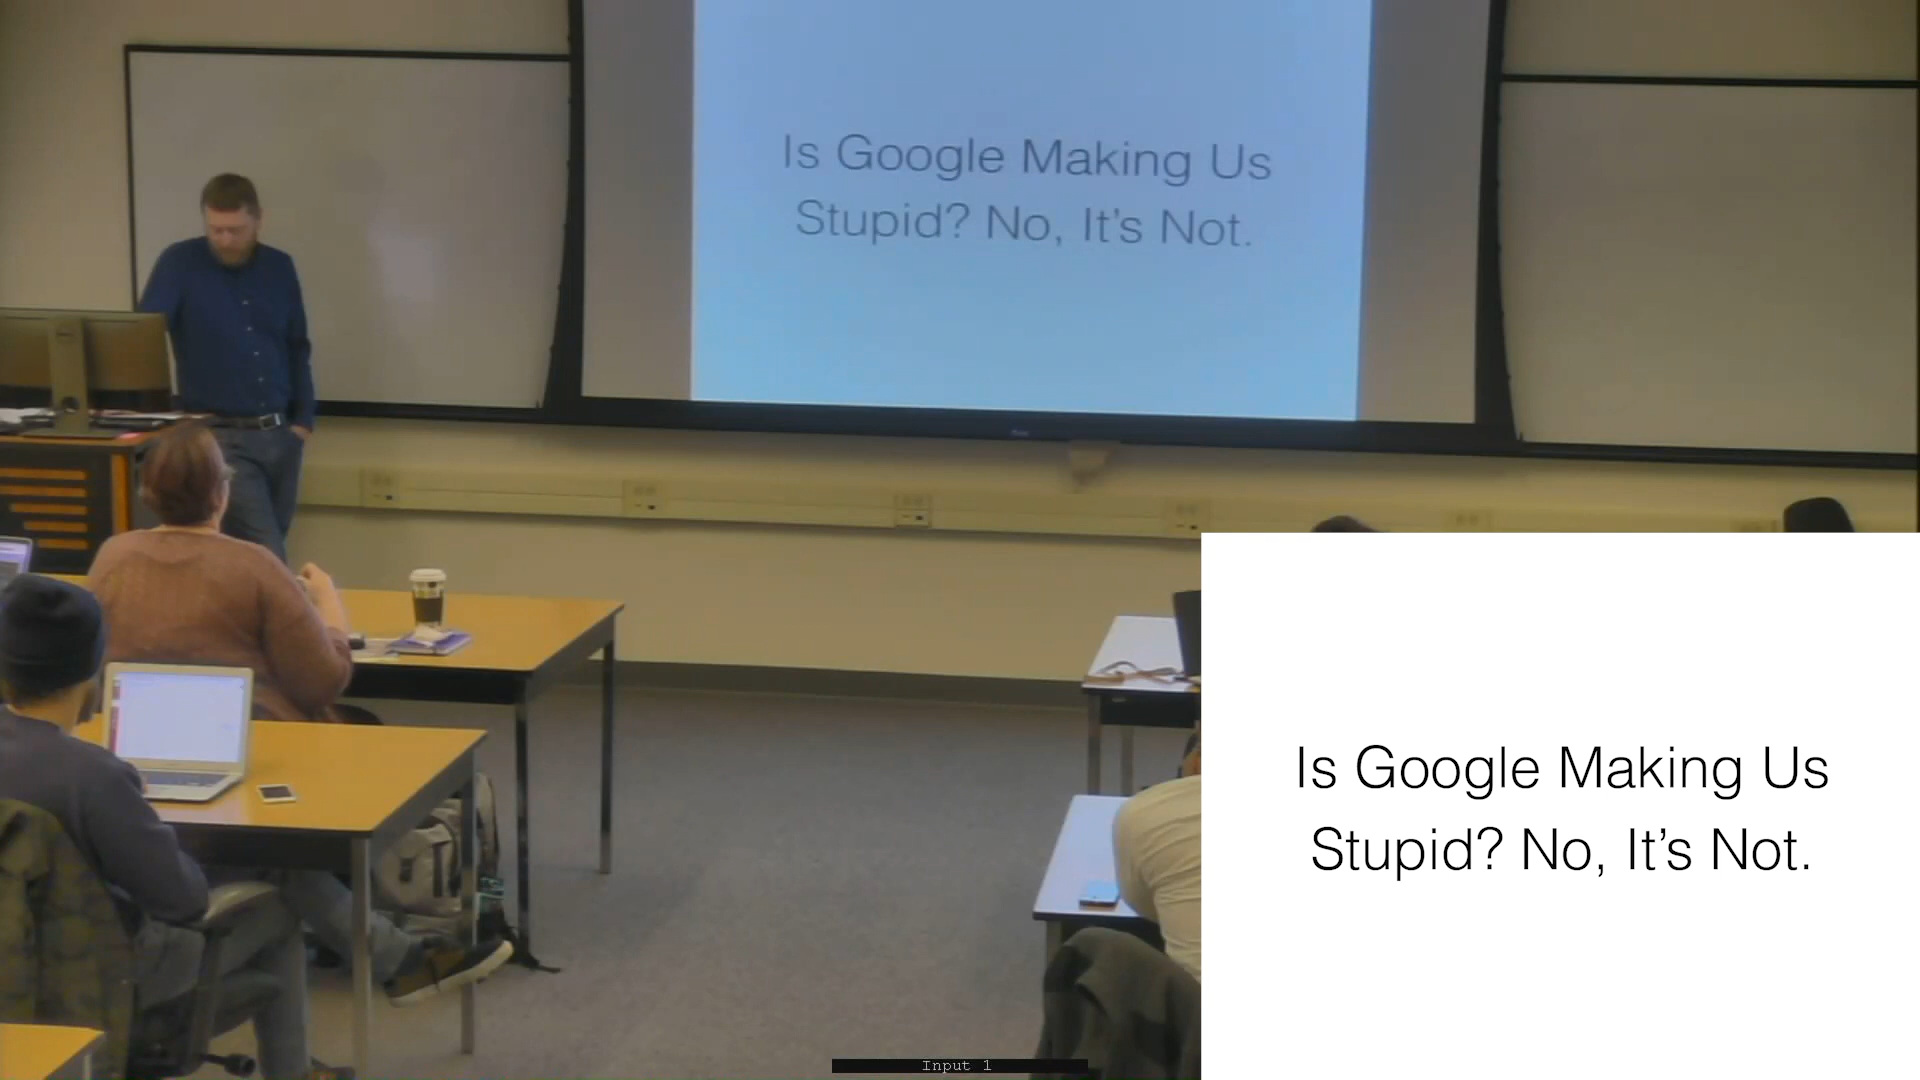 Is Google Making Us
Stupid? No, It's Not.
Is Google Making Us
Stupid? No, It’s Not.
Input 1